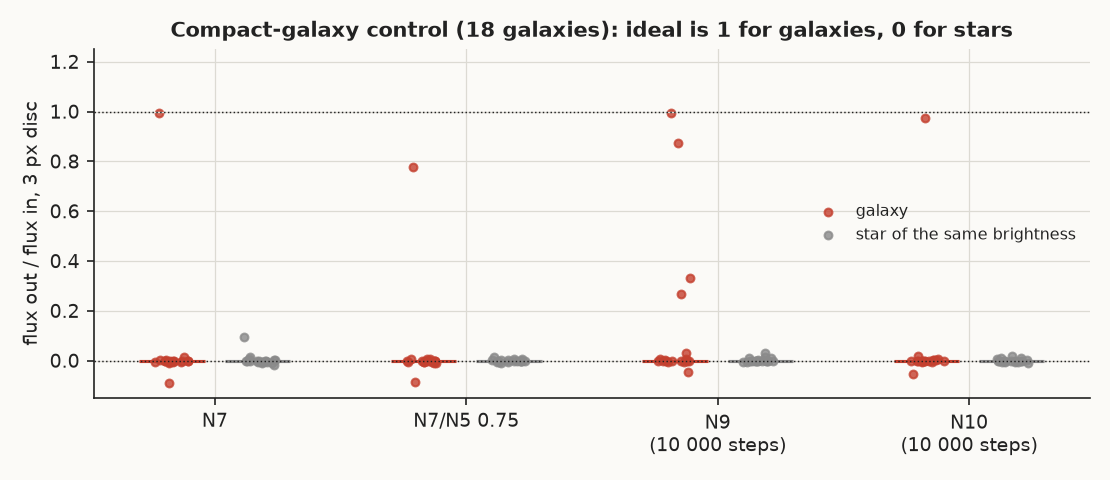 Compact-galaxy control (18 galaxies): ideal is 1 for galaxies, 0 for stars
flux out / flux in, 3 px disc
1.2
1.0
0.8
0.6
0.4
0.2
0.0
galaxy
star of the same brightness
N7
N7/N5 0.75
N9
(10 000 steps)
N10
(10 000 steps)